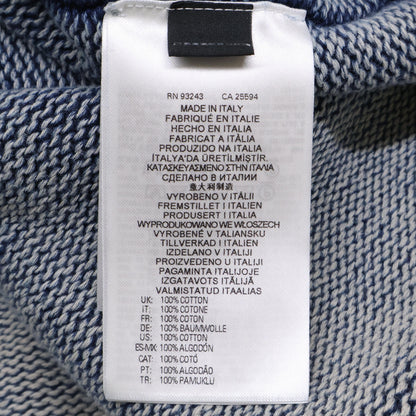 RN 93243 CA 25594
MADE IN ITALY
FABRIQUÉ EN ITALIE
HECHO EN ITALIA
FABRICAT A ITÀLIA
PRODUZIDO NA ITÁLIA
İTALYA'DA ÜRETİLMİŞTİR.
ΚΑΤΑΣΚΕΥΑΣΜΕΝΟ ΣΤΗΝ ΙΤΑΛΙΑ
СДЕЛАНО В ИТАЛИИ
意大利制造
VYROBENO V ITÁLII
FREMSTILLET I ITALIEN
PRODUSERT I ITALIA
WYPRODUKOWANO WE WŁOSZECH
VYROBENÉ V TALIANSKU
TILLVERKAD I ITALIEN
IZDELANO V ITALIJI
PROIZVEDENO U ITALIJI
PAGAMINTA ITALIJOJE
IZGATAVOTS ITĀLIJĀ
VALMISTATUD ITAALIAS
UK: 100% COTTON
IT: 100% COTONE
FR: 100% COTON
DE: 100% BAUMWOLLE
US: 100% COTTON
ES-MX: 100% ALGODÓN
CAT: 100% COTÓ
PT: 100% ALGODÃO
TR: 100% PAMUKLU